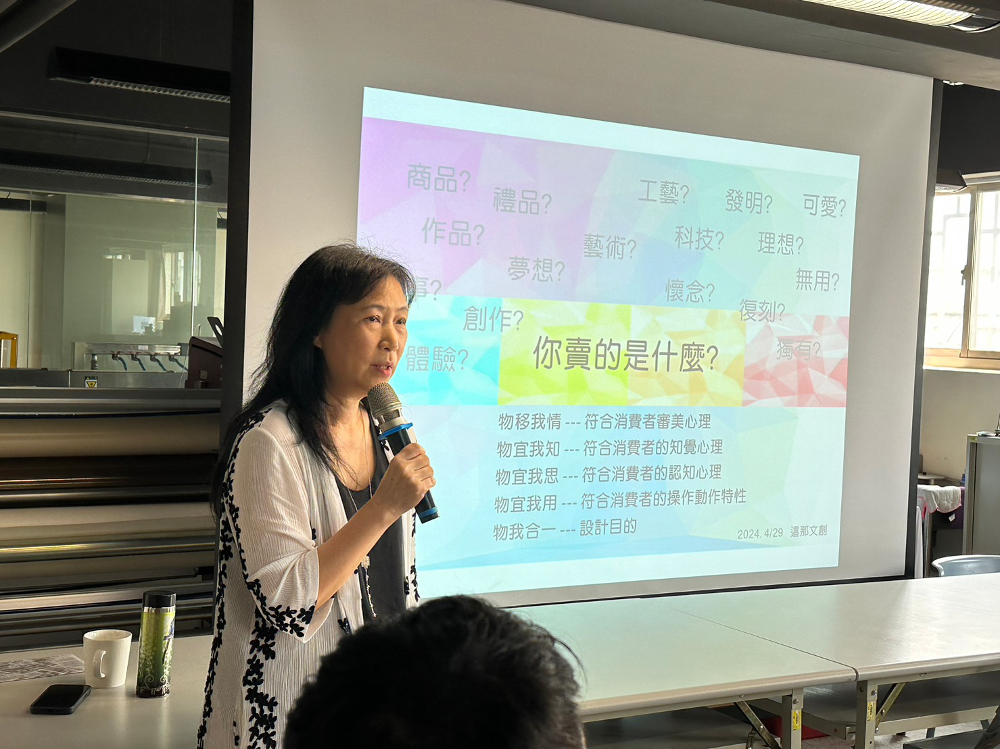 商品?
禮品?
工藝?
發明?
可愛?
作品?
藝術?
科技?
理想?
夢想?
無用?
事?
懷念?
復刻?
創作?
體驗?
你賣的是什麼?
獨有?
物移我情 --- 符合消費者審美心理
物宜我知 --- 符合消費者的知覺心理
物宜我思 --- 符合消費者的認知心理
物宜我用 --- 符合消費者的操作動作特性
物我合一 --- 設計目的
2024. 4/29 這那文創